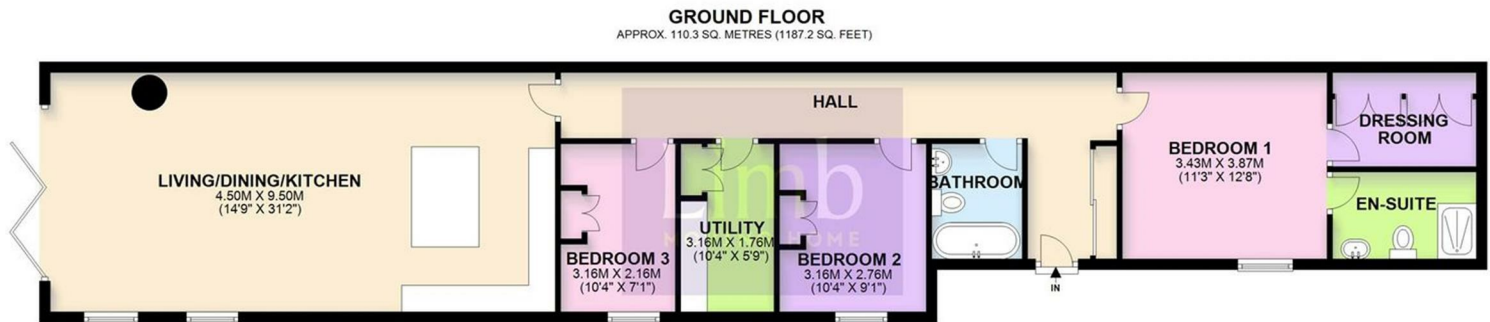 GROUND FLOOR
APPROX. 110.3 SQ. METRES (1187.2 SQ. FEET)
HALL
LIVING/DINING/KITCHEN
4.50M X 9.50M
(14'9" X 31'2")
BEDROOM 3
3.16M X 2.16M
(10'4" X 7'1")
UTILITY
3.16M X 1.76M
(10'4" X 5'9")
BEDROOM 2
3.16M X 2.76M
(10'4" X 9'1")
BATHROOM
IN
BEDROOM 1
3.43M X 3.87M
(11'3" X 12'8")
DRESSING
ROOM
EN-SUITE
Limb